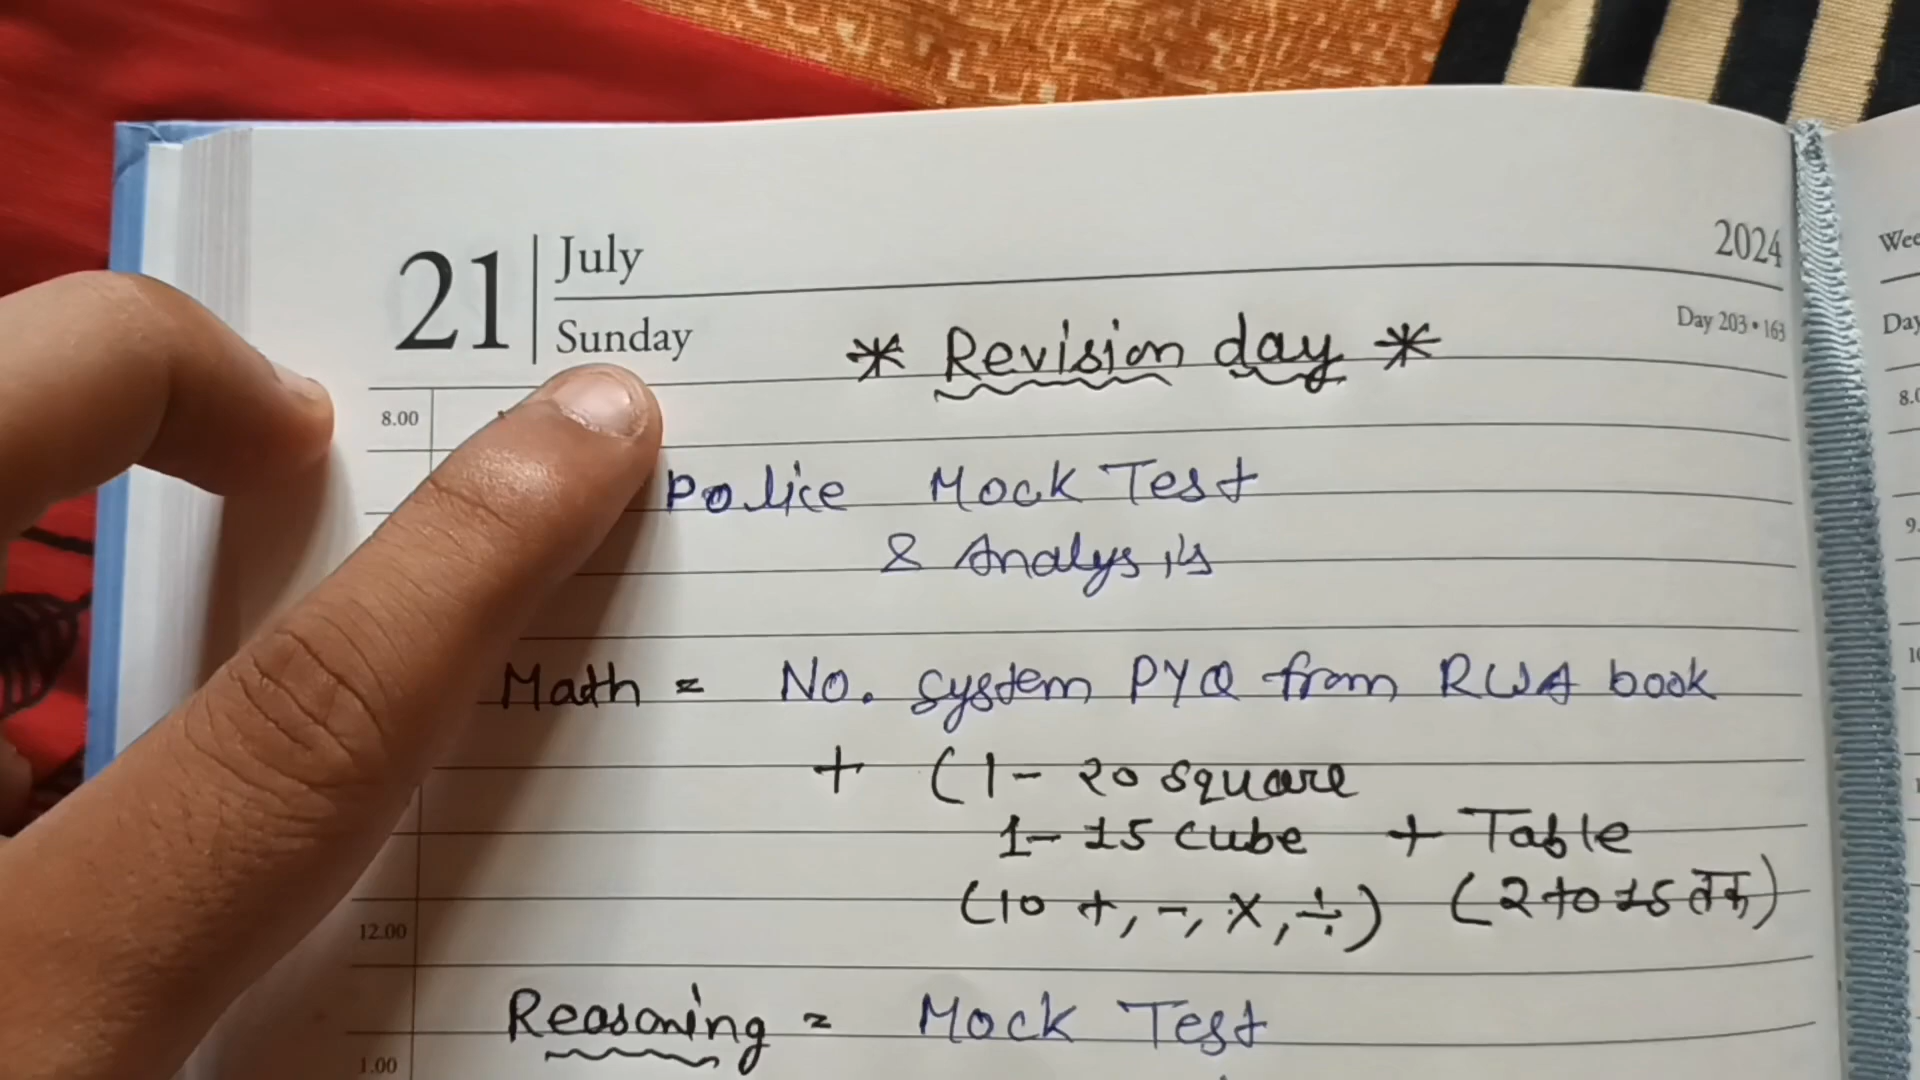 21 July 2024
Sunday Day 203 • 163
* Revision day *
8.00
Police Mock Test
& Analysis
Math = No. system PYQ from RWA book
+ (1- 20 square
1- 15 cube + Table
(10 +, -, ×, ÷) (2 to 15 तक)
12.00
Reasoning = Mock Test
1.00